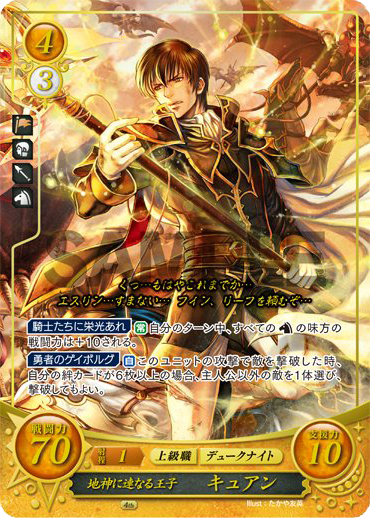 4
3
SAMPLE
くっ…もはやこれまでか…
エスリン…すまない… フィン、リーフを頼むぞ…
騎士たちに栄光あれ 常 自分のターン中、すべての の味方の
戦闘力は+10される。
勇者のゲイボルグ 自 このユニットの攻撃で敵を撃破した時、
自分の絆カードが6枚以上の場合、主人公以外の敵を1体選び、
撃破してもよい。
戦闘力 70
射程 1 上級職 デュークナイト
支援力 10
地神に連なる王子 キュアン
4th
Illust:たかや友英